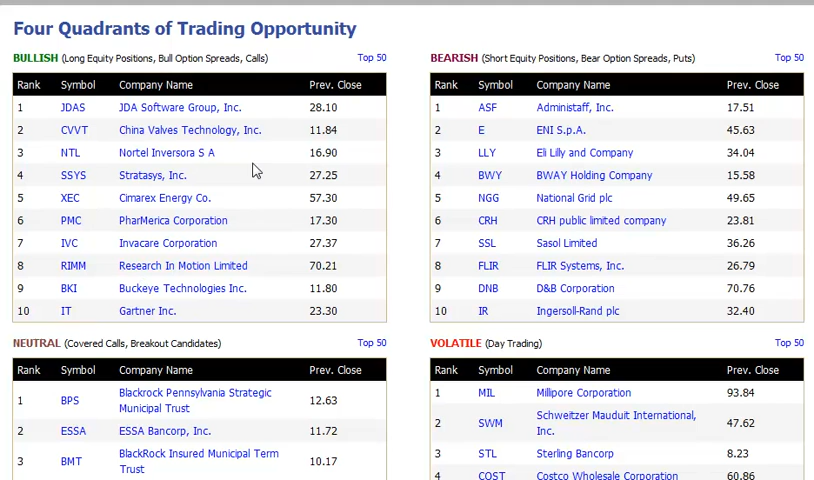 Four Quadrants of Trading Opportunity
BULLISH (Long Equity Positions, Bull Option Spreads, Calls) Top 50
Rank Symbol Company Name Prev. Close
1 JDAS JDA Software Group, Inc. 28.10
2 CVVT China Valves Technology, Inc. 11.84
3 NTL Nortel Inversora S A 16.90
4 SSYS Stratasys, Inc. 27.25
5 XEC Cimarex Energy Co. 57.30
6 PMC PharMerica Corporation 17.30
7 IVC Invacare Corporation 27.37
8 RIMM Research In Motion Limited 70.21
9 BKI Buckeye Technologies Inc. 11.80
10 IT Gartner Inc. 23.30
BEARISH (Short Equity Positions, Bear Option Spreads, Puts) Top 50
Rank Symbol Company Name Prev. Close
1 ASF Administaff, Inc. 17.51
2 E ENI S.p.A. 45.63
3 LLY Eli Lilly and Company 34.04
4 BWY BWAY Holding Company 15.58
5 NGG National Grid plc 49.65
6 CRH CRH public limited company 23.81
7 SSL Sasol Limited 36.26
8 FLIR FLIR Systems, Inc. 26.79
9 DNB D&B Corporation 70.76
10 IR Ingersoll-Rand plc 32.40
NEUTRAL (Covered Calls, Breakout Candidates) Top 50
Rank Symbol Company Name Prev. Close
1 BPS Blackrock Pennsylvania Strategic 12.63
Municipal Trust
2 ESSA ESSA Bancorp, Inc. 11.72
3 BMT BlackRock Insured Municipal Term 10.17
Trust
VOLATILE (Day Trading) Top 50
Rank Symbol Company Name Prev. Close
1 MIL Millipore Corporation 93.84
2 SWM Schweitzer Mauduit International, 47.62
Inc.
3 STL Sterling Bancorp 8.23
4 COST Costco Wholesale Corporation 60.86